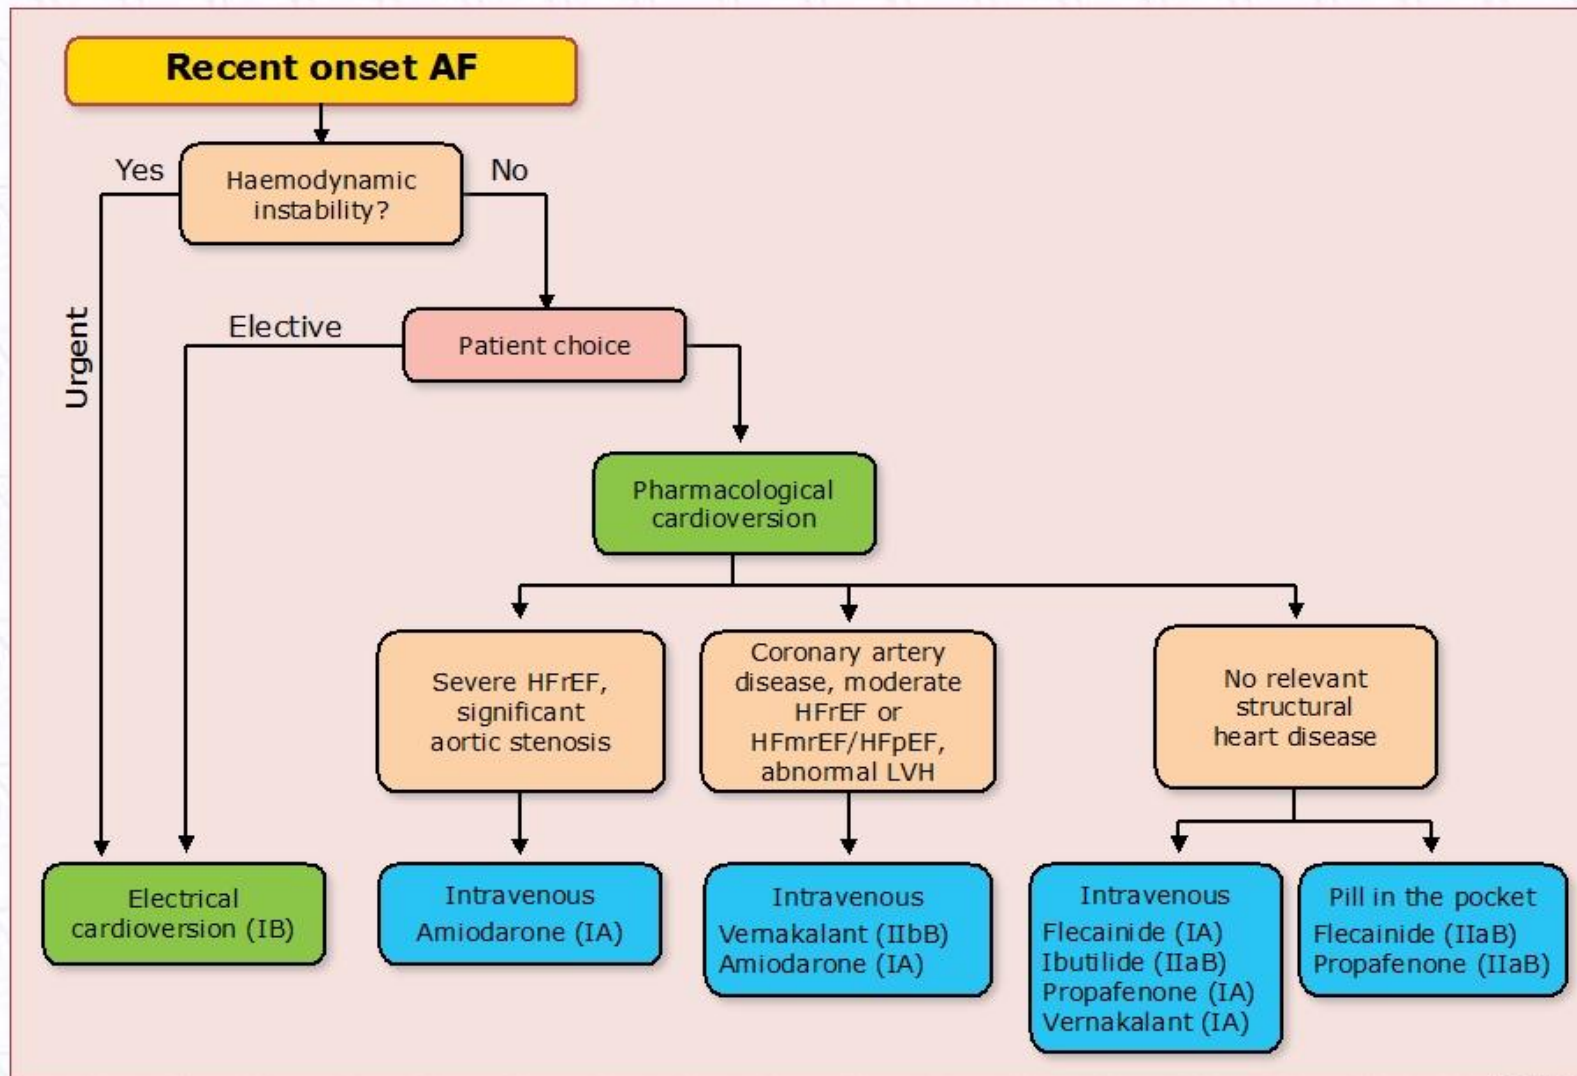 Recent onset AF
Yes
Haemodynamic
instability?
No
Urgent
Elective
Patient choice
Pharmacological
cardioversion
Severe HFrEF,
significant
aortic stenosis
Coronary artery
disease, moderate
HFrEF or
HFmrEF/HFpEF,
abnormal LVH
No relevant
structural
heart disease
Electrical
cardioversion (IB)
Intravenous
Amiodarone (IA)
Intravenous
Vernakalant (IIbB)
Amiodarone (IA)
Intravenous
Flecainide (IA)
Ibutilide (IIaB)
Propafenone (IA)
Vernakalant (IA)
Pill in the pocket
Flecainide (IIaB)
Propafenone (IIaB)